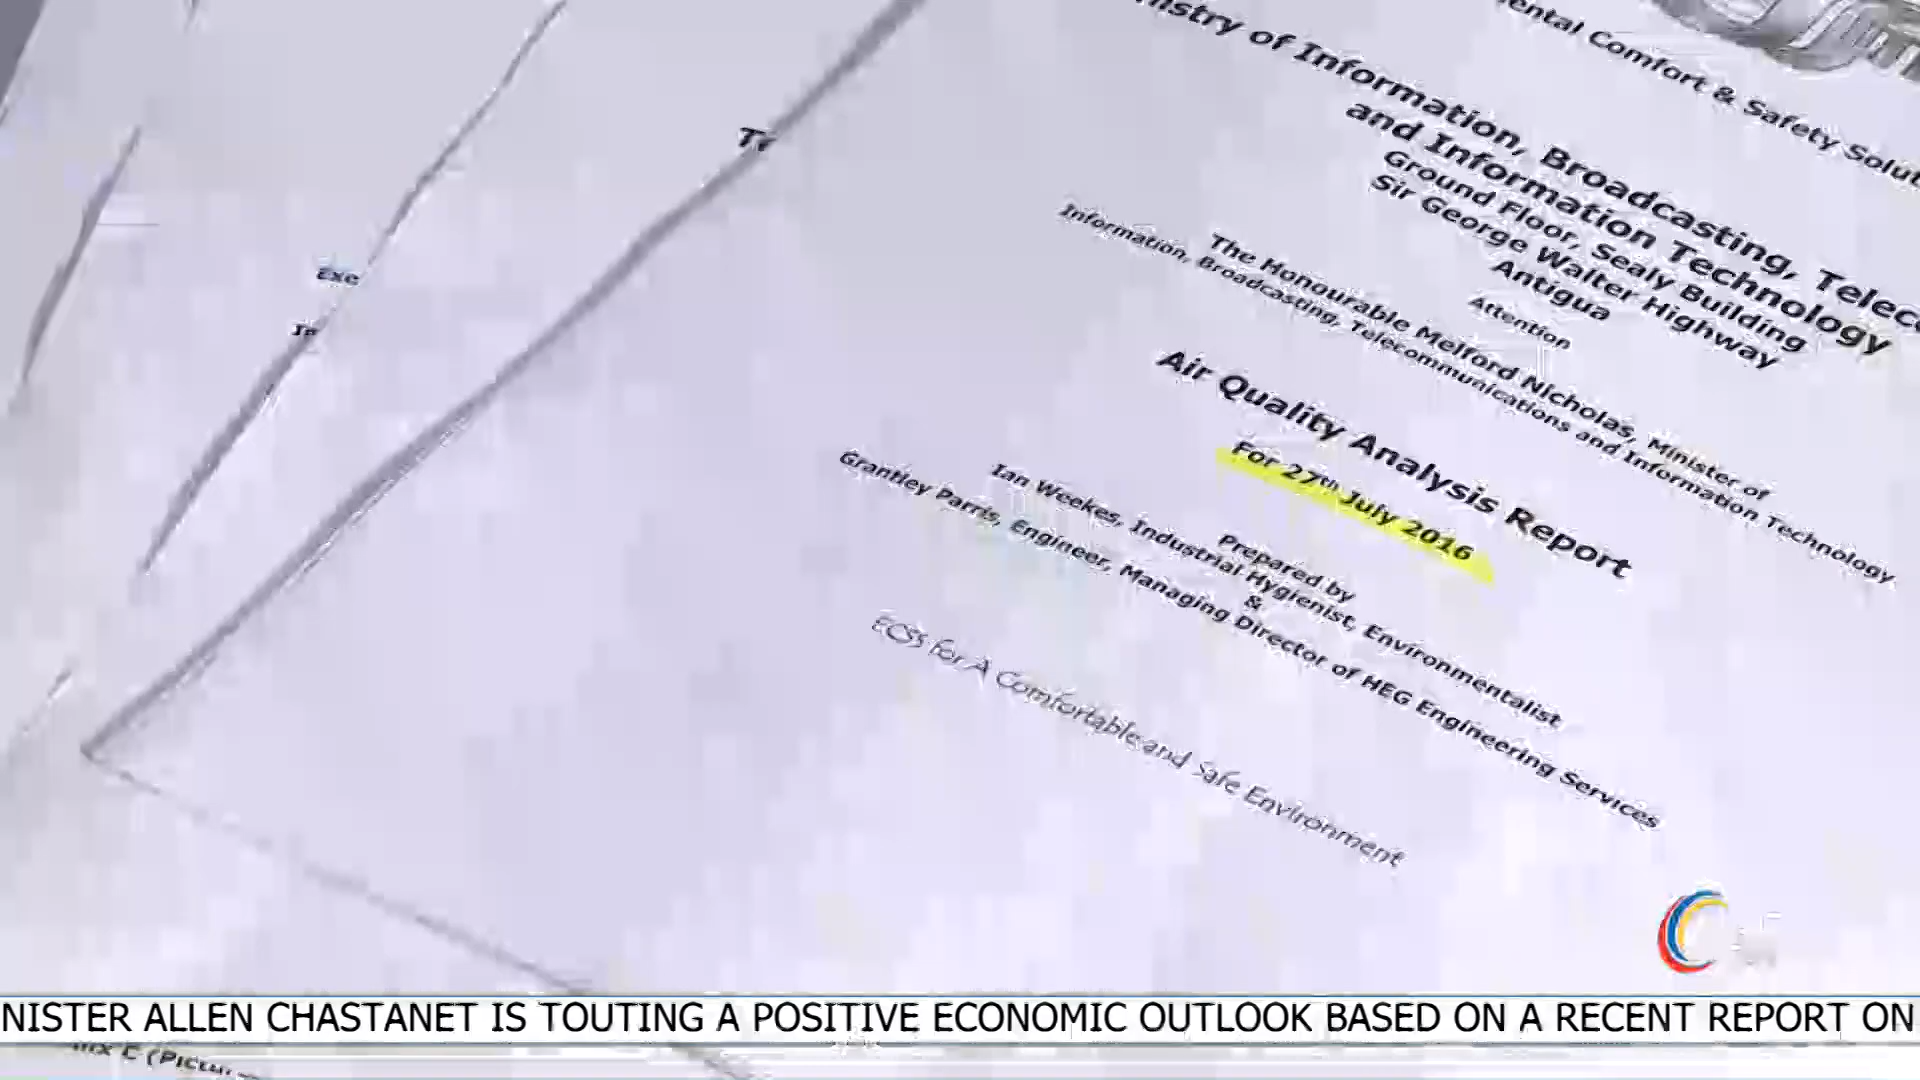 ental Comfort & Safety Solut
nistry of Information, Broadcasting, Telec
and Information Technology
Ground Floor, Sealy Building
Sir George Walter Highway
Antigua
Attention
The Honourable Melford Nicholas, Minister of
Information, Broadcasting, Telecommunications and Information Technology
Air Quality Analysis Report
For 27th July 2016
Prepared by
Ian Weekes, Industrial Hygienist, Environmentalist
&
Grantley Parris, Engineer, Managing Director of HEG Engineering Services
ECSS for A Comfortable and Safe Environment
Exe
NISTER ALLEN CHASTANET IS TOUTING A POSITIVE ECONOMIC OUTLOOK BASED ON A RECENT REPORT ON